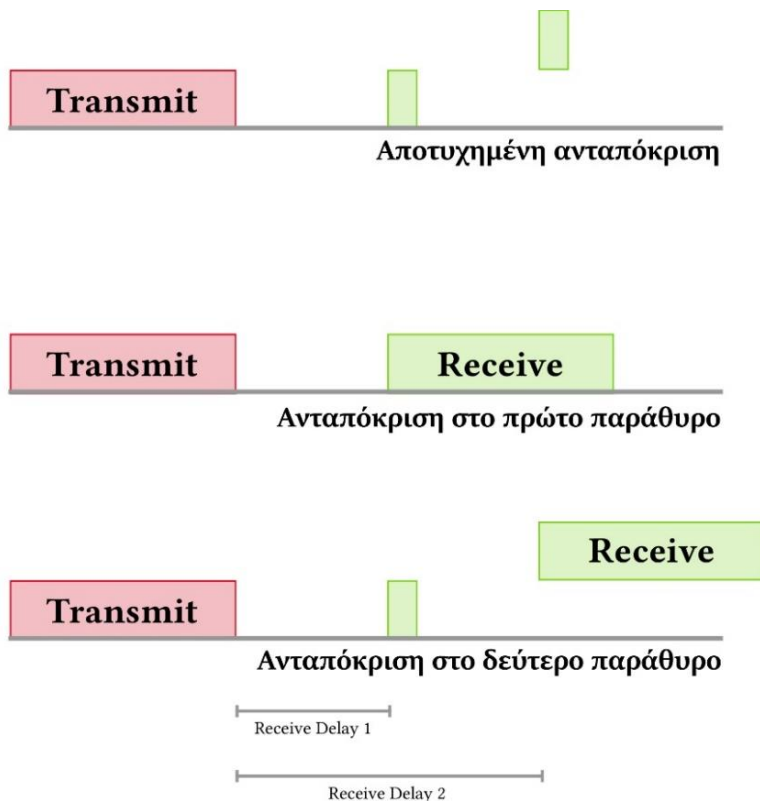 Transmit
Αποτυχημένη ανταπόκριση
Transmit
Receive
Ανταπόκριση στο πρώτο παράθυρο
Receive
Transmit
Ανταπόκριση στο δεύτερο παράθυρο
Receive Delay 1
Receive Delay 2